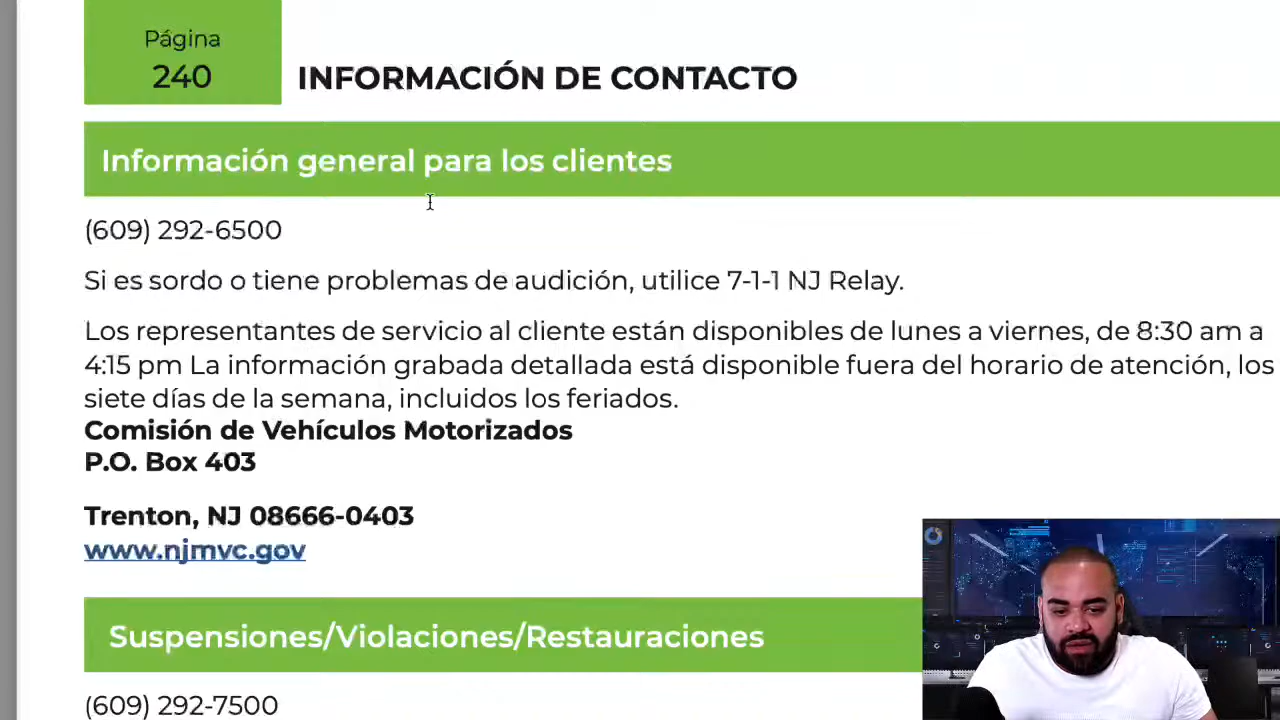 Página
240
INFORMACIÓN DE CONTACTO
Información general para los clientes
(609) 292-6500
Si es sordo o tiene problemas de audición, utilice 7-1-1 NJ Relay.
Los representantes de servicio al cliente están disponibles de lunes a viernes, de 8:30 am a
4:15 pm La información grabada detallada está disponible fuera del horario de atención, los
siete días de la semana, incluidos los feriados.
Comisión de Vehículos Motorizados
P.O. Box 403
Trenton, NJ 08666-0403
www.njmvc.gov
Suspensiones/Violaciones/Restauraciones
(609) 292-7500